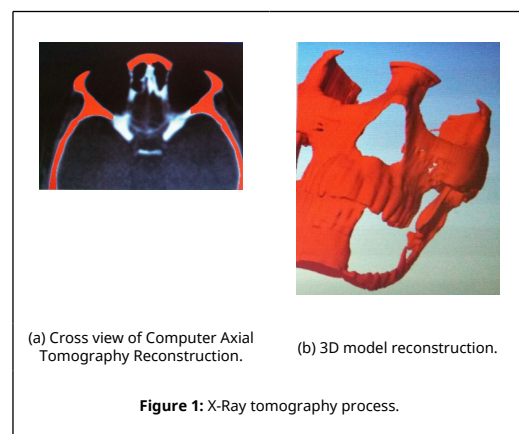 (a) Cross view of Computer Axial
Tomography Reconstruction.
(b) 3D model reconstruction.
Figure 1: X-Ray tomography process.